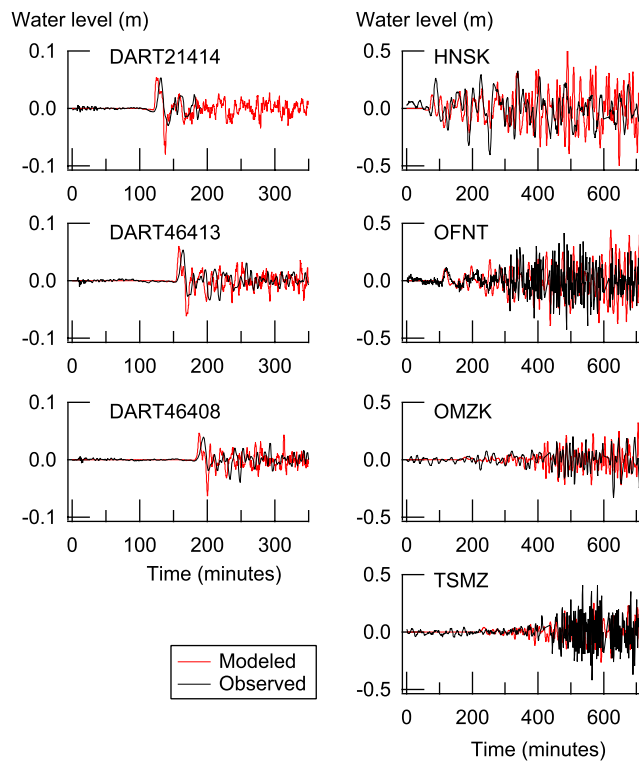 Water level (m)
0.1
0.0
-0.1
DART21414
0 100 200 300
0.1
0.0
-0.1
DART46413
0 100 200 300
0.1
0.0
-0.1
DART46408
0 100 200 300
Time (minutes)
Modeled
Observed
Water level (m)
0.5
0.0
-0.5
HNSK
0 200 400 600
0.5
0.0
-0.5
OFNT
0 200 400 600
0.5
0.0
-0.5
OMZK
0 200 400 600
0.5
0.0
-0.5
TSMZ
0 200 400 600
Time (minutes)